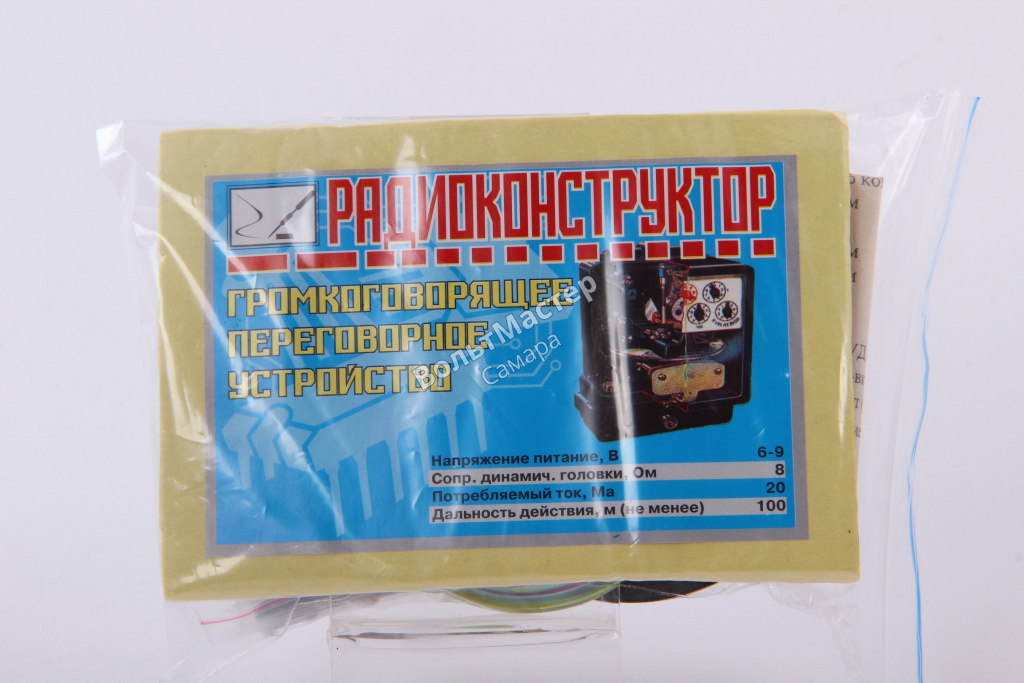 РАДИОКОНСТРУКТОР
ГРОМКОГОВОРЯЩЕЕ
ПЕРЕГОВОРНОЕ
УСТРОЙСТВО
ВольтМастер
Самара
Напряжение питание, В 6-9
Сопр. динамич. головки, Ом 8
Потребляемый ток, Ма 20
Дальность действия, м (не менее) 100